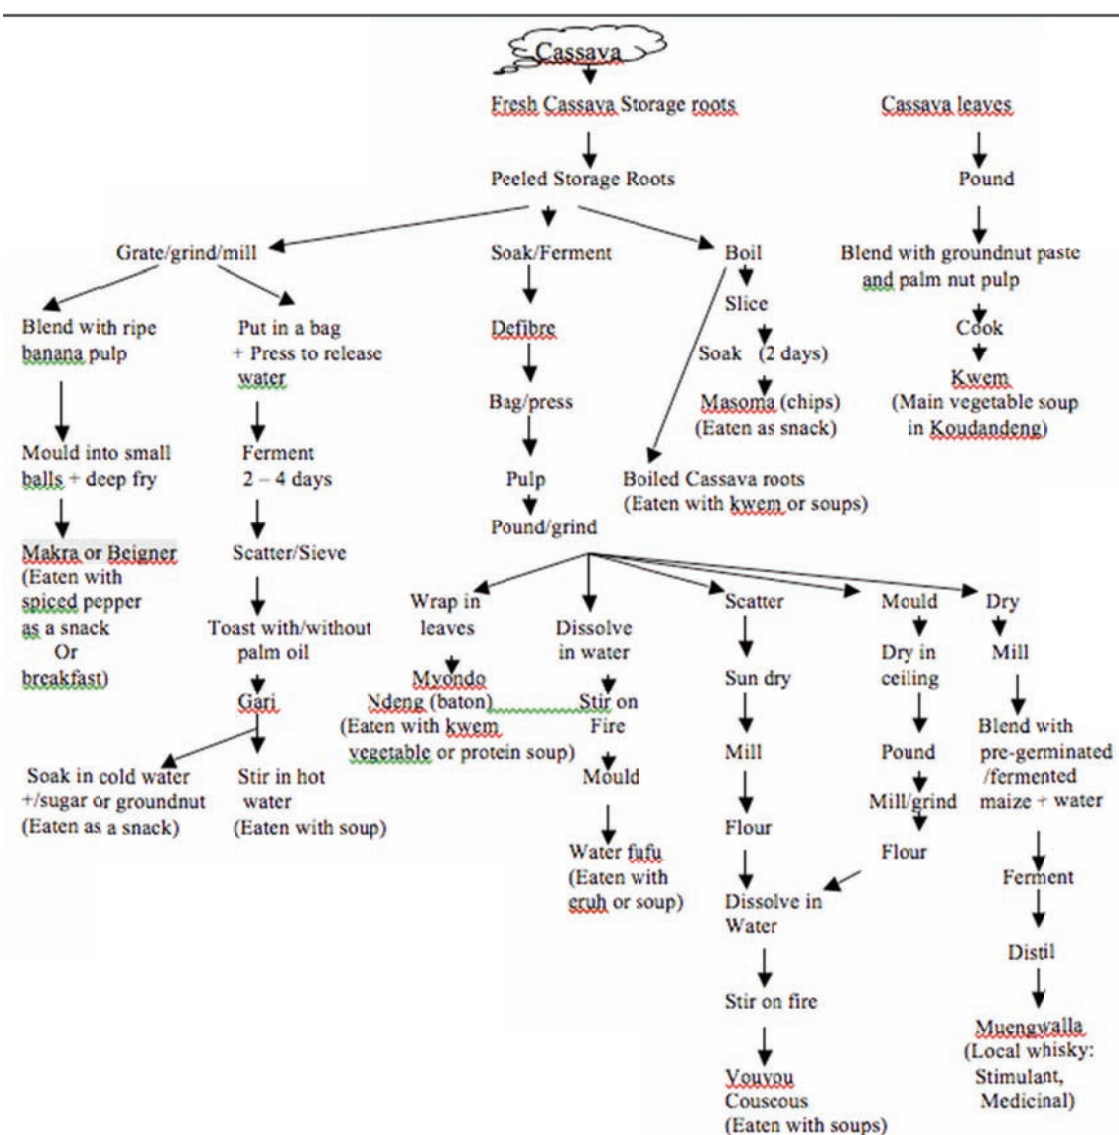 Cassava
Fresh Cassava Storage roots
Cassava leaves
Peeled Storage Roots
Pound
Grate/grind/mill
Soak/Ferment
Boil
Blend with groundnut paste
and palm nut pulp
Slice
Blend with ripe
banana pulp
Put in a bag
+ Press to release
water
Defibre
Soak (2 days)
Cook
Bag/press
Masoma (chips)
(Eaten as snack)
Kwem
(Main vegetable soup
in Koudandeng)
Mould into small
balls + deep fry
Ferment
2 – 4 days
Pulp
Boiled Cassava roots
(Eaten with kwem or soups)
Pound/grind
Makra or Beigner
(Eaten with
spiced pepper
as a snack
Or
breakfast)
Scatter/Sieve
Toast with/without
palm oil
Gari
Soak in cold water
+/sugar or groundnut
(Eaten as a snack)
Stir in hot
water
(Eaten with soup)
Wrap in
leaves
Myondo
Ndeng (baton)
(Eaten with kwem
vegetable or protein soup)
Dissolve
in water
Stir on
Fire
Mould
Water fufu
(Eaten with
eruh or soup)
Scatter
Sun dry
Mill
Flour
Dissolve in
Water
Stir on fire
Vouvou
Couscous
(Eaten with soups)
Mould
Dry in
ceiling
Pound
Mill/grind
Flour
Dry
Mill
Blend with
pre-germinated
/fermented
maize + water
Ferment
Distil
Muengwalla
(Local whisky:
Stimulant,
Medicinal)